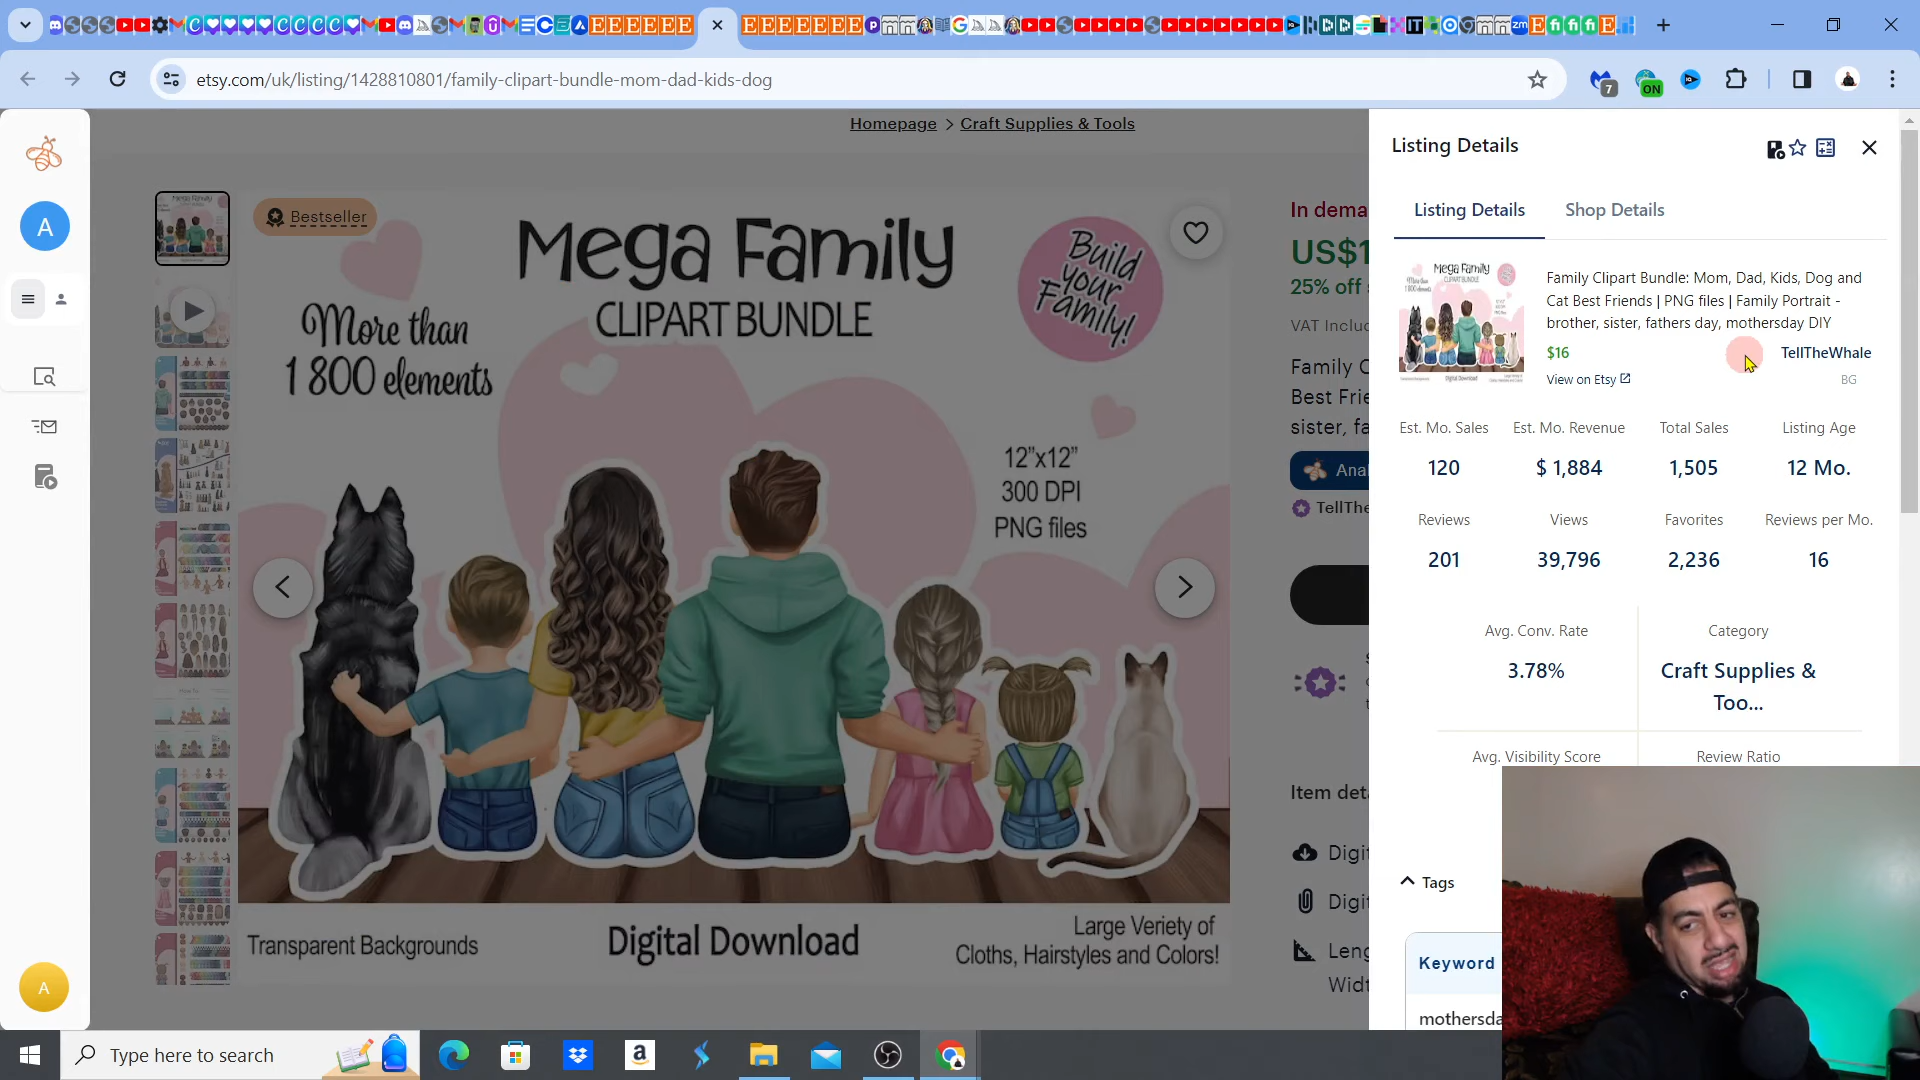 etsy.com/uk/listing/1428810801/family-clipart-bundle-mom-dad-kids-dog
7
ON
Homepage > Craft Supplies & Tools
A
A
Bestseller
Mega Family
CLIPART BUNDLE
More than
1 800 elements
Build
your
Family!
12"x12"
300 DPI
PNG files
Transparent Backgrounds
Digital Download
Large Veriety of
Cloths, Hairstyles and Colors!
In dema
US$1
25% off
VAT Inclu
Family C
Best Frie
sister, fa
Anal
TellThe
Item deta
Digit
Digit
Leng
Widt
Listing Details
Listing Details
Shop Details
Family Clipart Bundle: Mom, Dad, Kids, Dog and
Cat Best Friends | PNG files | Family Portrait -
brother, sister, fathers day, mothersday DIY
$16
TellTheWhale
View on Etsy
BG
Est. Mo. Sales
Est. Mo. Revenue
Total Sales
Listing Age
120
$ 1,884
1,505
12 Mo.
Reviews
Views
Favorites
Reviews per Mo.
201
39,796
2,236
16
Avg. Conv. Rate
Category
3.78%
Craft Supplies &
Too...
Avg. Visibility Score
Review Ratio
Tags
Keyword
mothersda
Type here to search